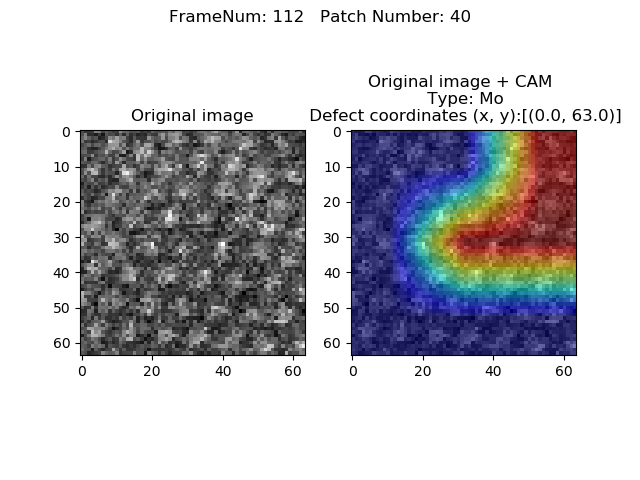 FrameNum: 112   Patch Number: 40
Original image
0
10
20
30
40
50
60
0 20 40 60
Original image + CAM
Type: Mo
Defect coordinates (x, y):[(0.0, 63.0)]
0
10
20
30
40
50
60
0 20 40 60